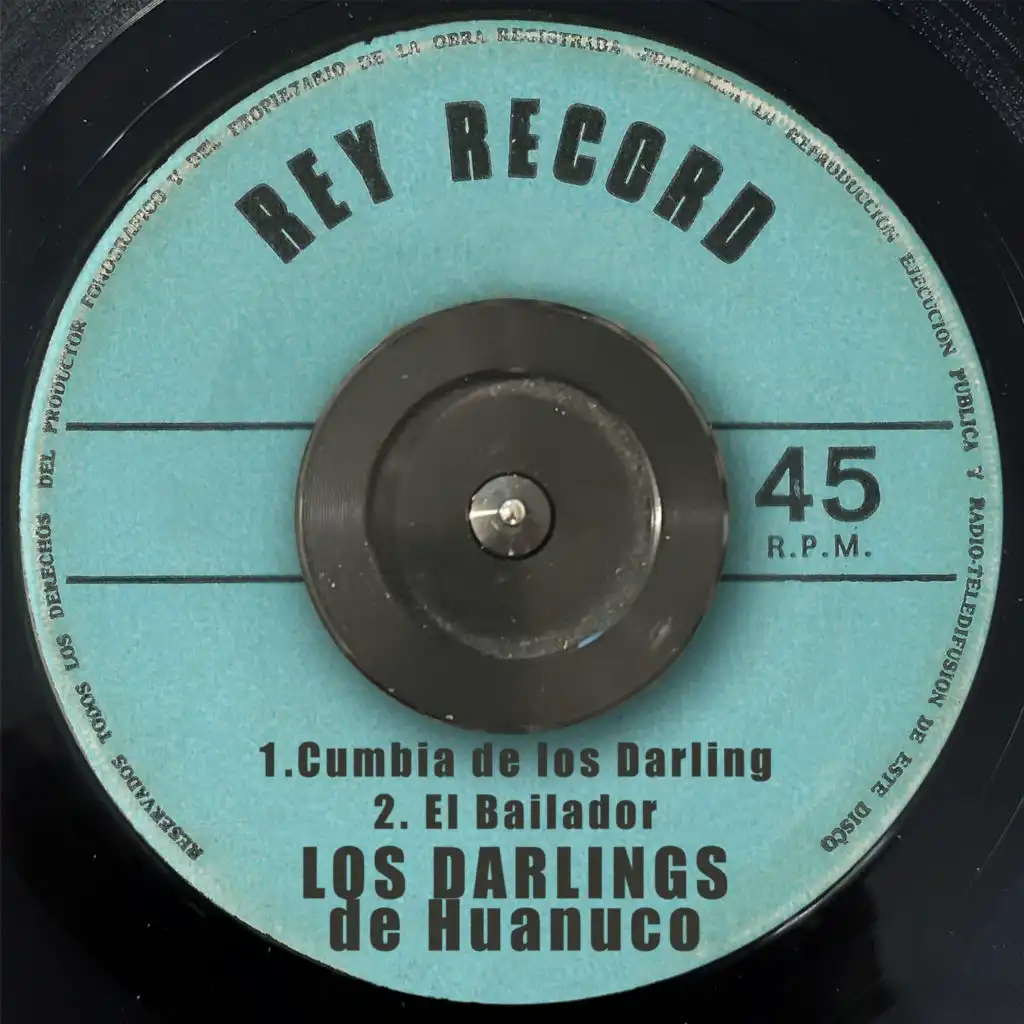 RESERVADOS TODOS LOS DERECHOS DEL PRODUCTOR FONOGRAFICO Y DEL PROPIETARIO DE LA OBRA REGISTRADA LA REPRODUCCION EJECUCION PUBLICA Y RADIO-TELEDIFUSION DE ESTE DISCO
REY RECORD
45
R.P.M.
1.Cumbia de los Darling
2. El Bailador
LOS DARLINGS
de Huanuco